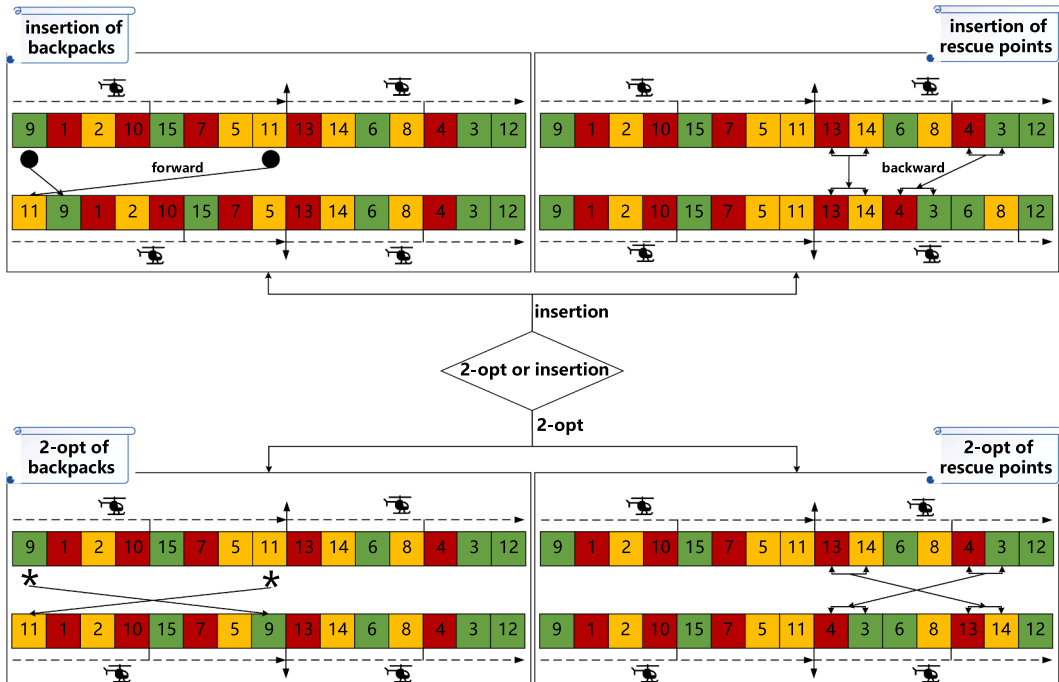 insertion of
backpacks
insertion of
rescue points
9 1 2 10 15 7 5 11 13 14 6 8 4 3 12
forward
11 9 1 2 10 15 7 5 13 14 6 8 4 3 12
9 1 2 10 15 7 5 11 13 14 6 8 4 3 12
backward
9 1 2 10 15 7 5 11 13 14 4 3 6 8 12
insertion
2-opt or insertion
2-opt
2-opt of
backpacks
2-opt of
rescue points
9 1 2 10 15 7 5 11 13 14 6 8 4 3 12
* *
11 1 2 10 15 7 5 9 13 14 6 8 4 3 12
9 1 2 10 15 7 5 11 13 14 6 8 4 3 12
9 1 2 10 15 7 5 11 4 3 6 8 13 14 12